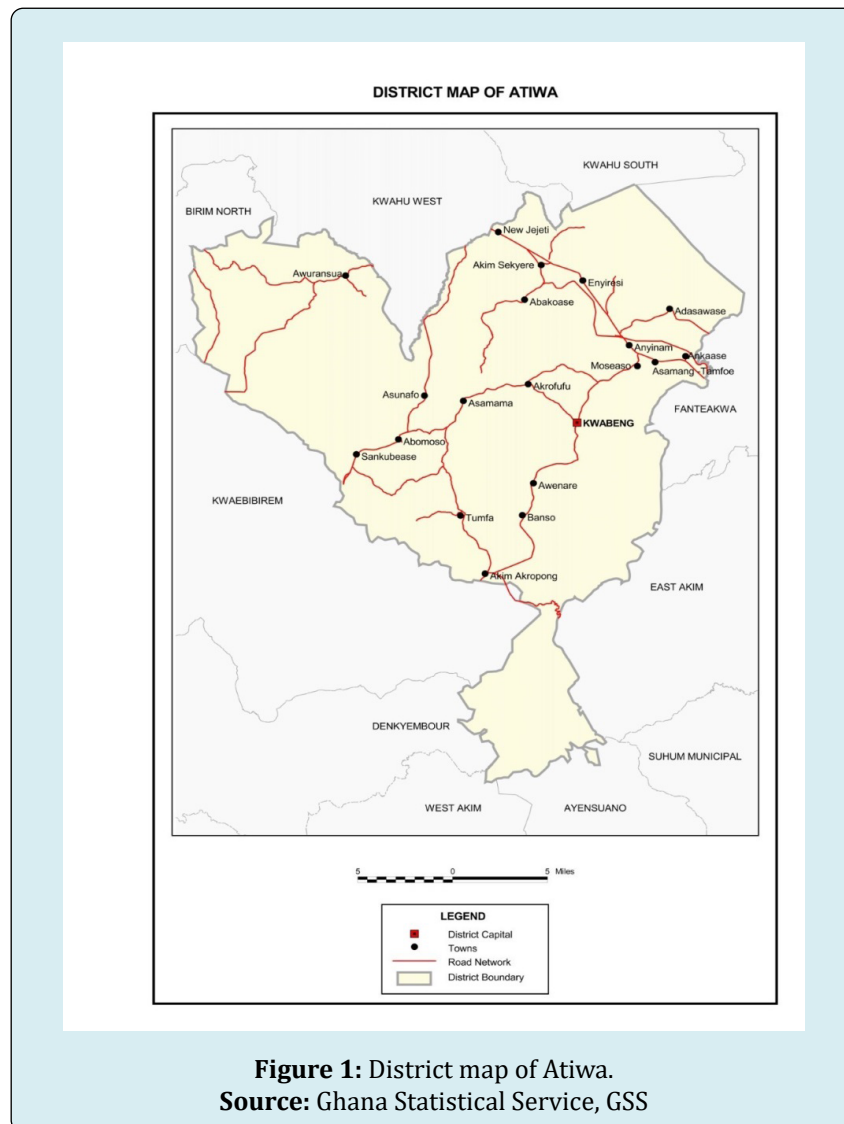 DISTRICT MAP OF ATIWA
KWAHU SOUTH
KWAHU WEST
BIRIM NORTH
New Jejeti
Akim Sekyere
Awuransua
Enyiresi
Abakoase
Adasawase
Anyinam
Ankaase
Moseaso
Asamang -Tumfoe
Akrofufu
Asunafo
Asamama
FANTEAKWA
KWABENG
Abomoso
Sankubease
Awenare
KWAEBIBIREM
Tumfa
Banso
Akim Akropong
EAST AKIM
DENKYEMBOUR
SUHUM MUNICIPAL
WEST AKIM
AYENSUANO
5 0 5 Miles
LEGEND
District Capital
Towns
Road Network
District Boundary
Figure 1: District map of Atiwa.
Source: Ghana Statistical Service, GSS